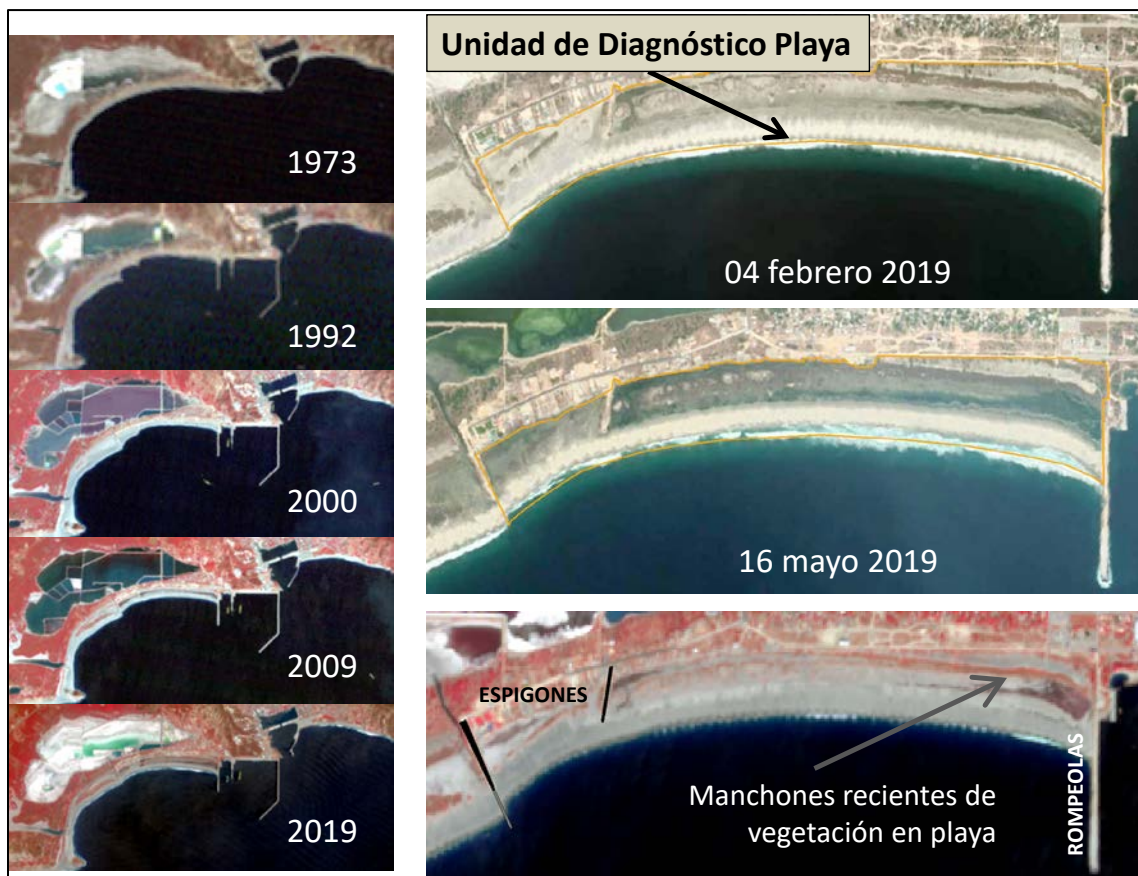 1973
1992
2000
2009
2019
Unidad de Diagnóstico Playa
04 febrero 2019
16 mayo 2019
ESPIGONES
Manchones recientes de
vegetación en playa
ROMPEOLAS